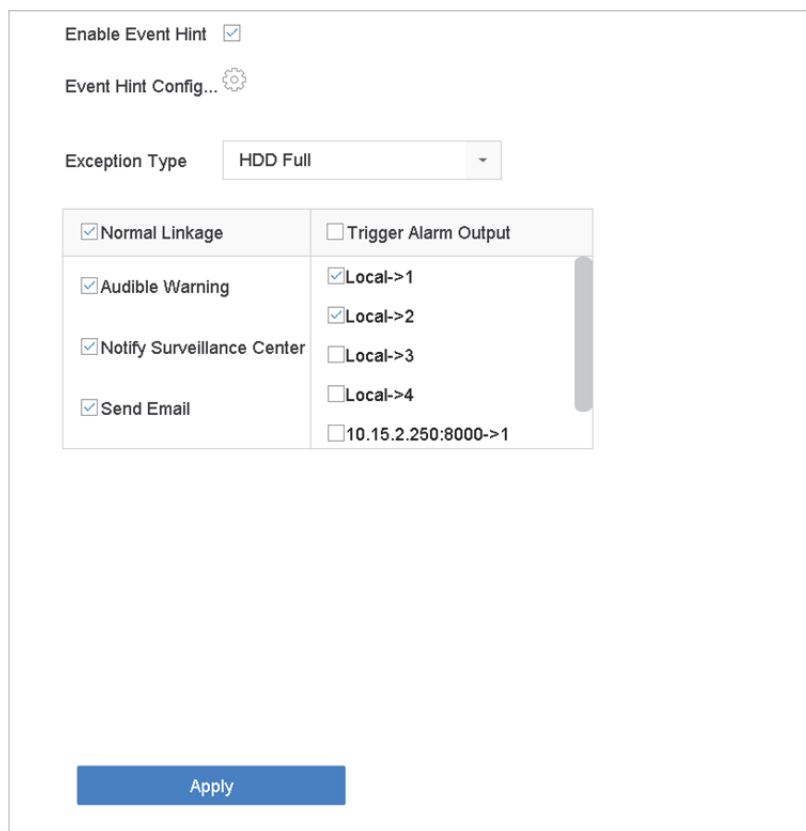 Enable Event Hint
Event Hint Config...
Exception Type HDD Full
Normal Linkage Trigger Alarm Output
Audible Warning
Notify Surveillance Center
Send Email
Local->1
Local->2
Local->3
Local->4
10.15.2.250:8000->1
Apply